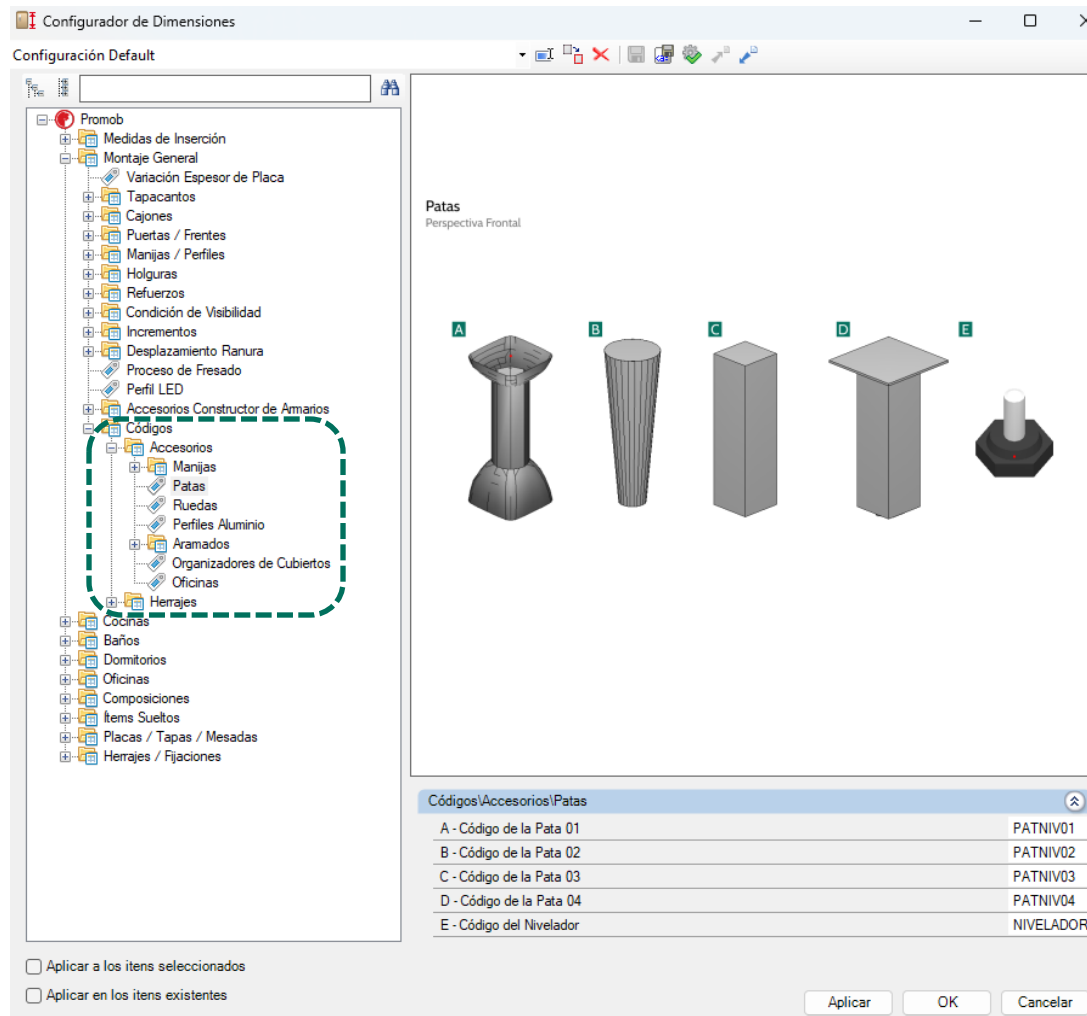 Configurador de Dimensiones
Configuración Default
Promob
Medidas de Inserción
Montaje General
Variación Espesor de Placa
Tapacantos
Cajones
Puertas / Frentes
Manijas / Perfiles
Holguras
Refuerzos
Condición de Visibilidad
Incrementos
Desplazamiento Ranura
Proceso de Fresado
Perfil LED
Accesorios Constructor de Armarios
Códigos
Accesorios
Manijas
Patas
Ruedas
Perfiles Aluminio
Aramados
Organizadores de Cubiertos
Oficinas
Herrajes
Cocinas
Baños
Dormitorios
Oficinas
Composiciones
Ítems Sueltos
Placas / Tapas / Mesadas
Herrajes / Fijaciones
Patas
Perspectiva Frontal
A B C D E
Códigos\Accesorios\Patas
A - Código de la Pata 01 PATNIV01
B - Código de la Pata 02 PATNIV02
C - Código de la Pata 03 PATNIV03
D - Código de la Pata 04 PATNIV04
E - Código del Nivelador NIVELADOR
Aplicar a los itens seleccionados
Aplicar en los itens existentes
Aplicar OK Cancelar